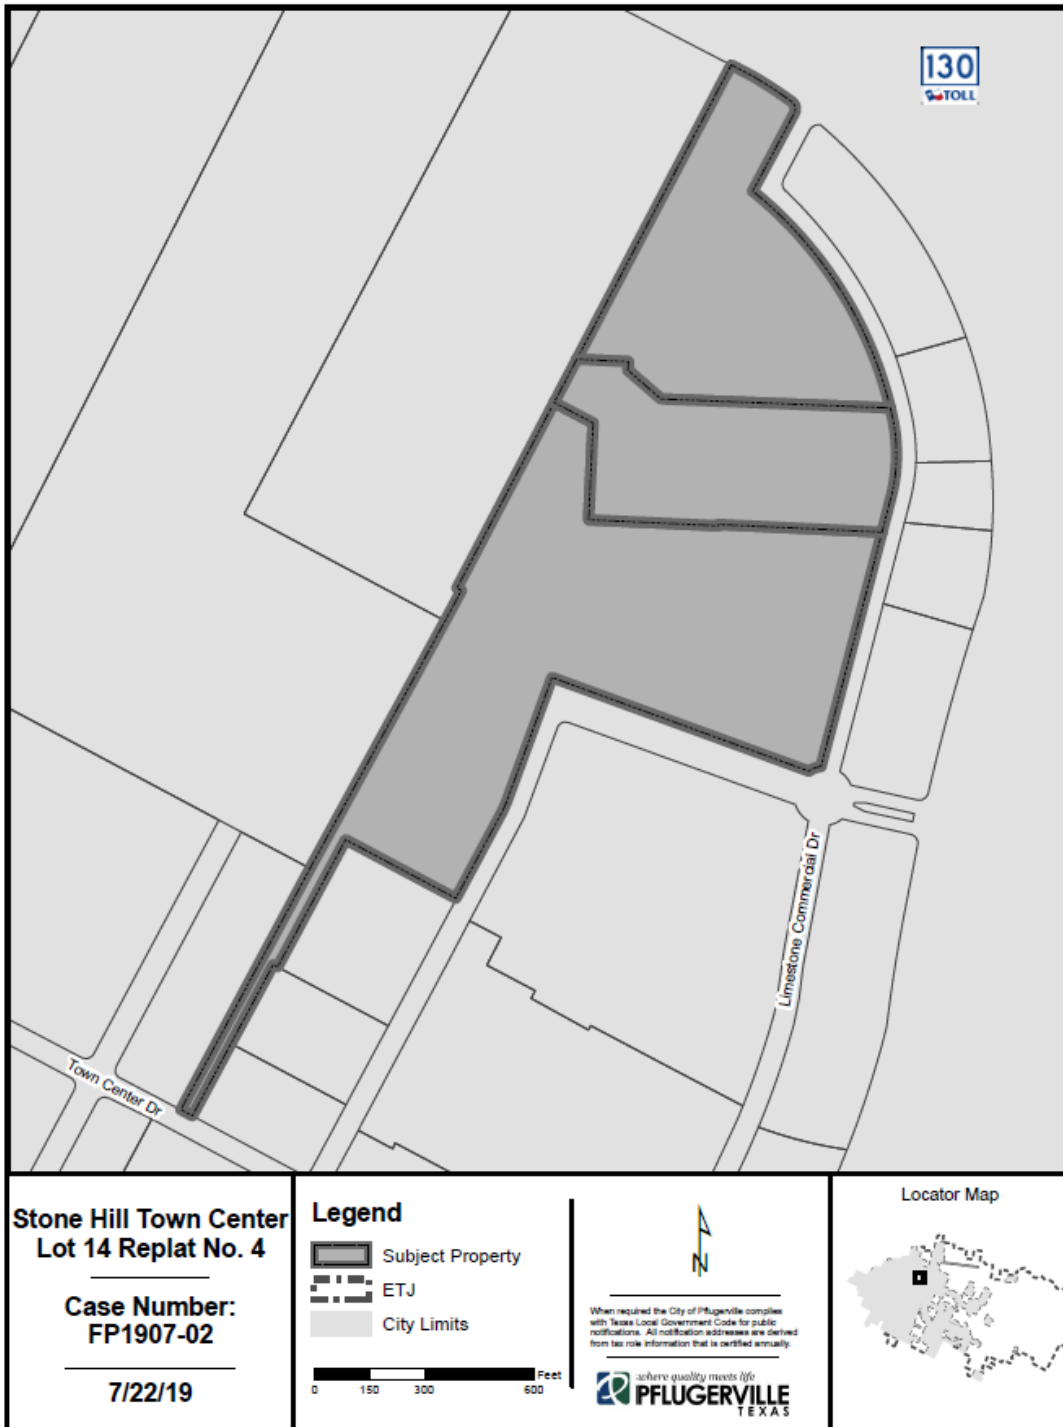 130
TOLL
Limestone Commercial Dr
Town Center Dr
Stone Hill Town Center
Lot 14 Replat No. 4
Case Number:
FP1907-02
7/22/19
Legend
Subject Property
ETJ
City Limits
Feet
0 150 300 600
N
When required the City of Pflugerville complies
with Texas Local Government Code for public
notifications. All notification addresses are derived
from tax role information that is certified annually.
where quality meets life
PFLUGERVILLE
TEXAS
Locator Map